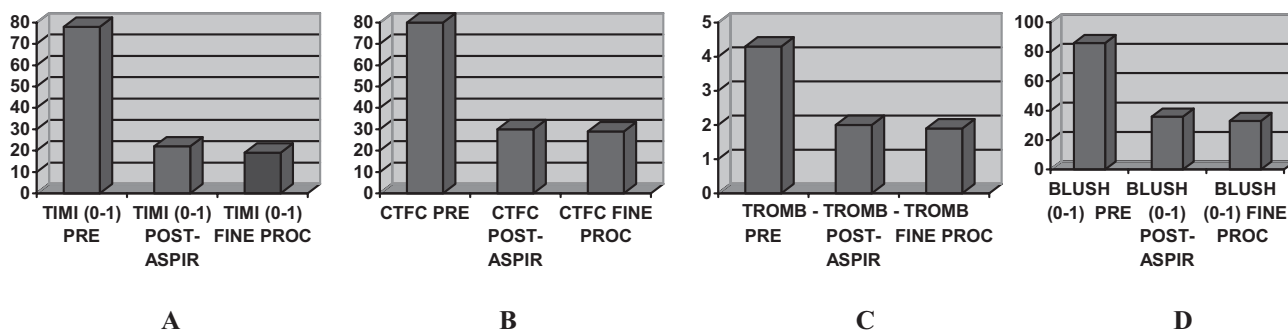 80
70
60
50
40
30
20
10
0
TIMI (0-1) TIMI (0-1) TIMI (0-1)
PRE POST- FINE PROC
ASPIR
A
80
70
60
50
40
30
20
10
0
CTFC PRE CTFC CTFC FINE
POST- PROC
ASPIR
B
5
4
3
2
1
0
TROMB - TROMB - TROMB
PRE POST- FINE PROC
ASPIR
C
100
80
60
40
20
0
BLUSH BLUSH BLUSH
(0-1) PRE (0-1) (0-1) FINE
POST- PROC
ASPIR
D